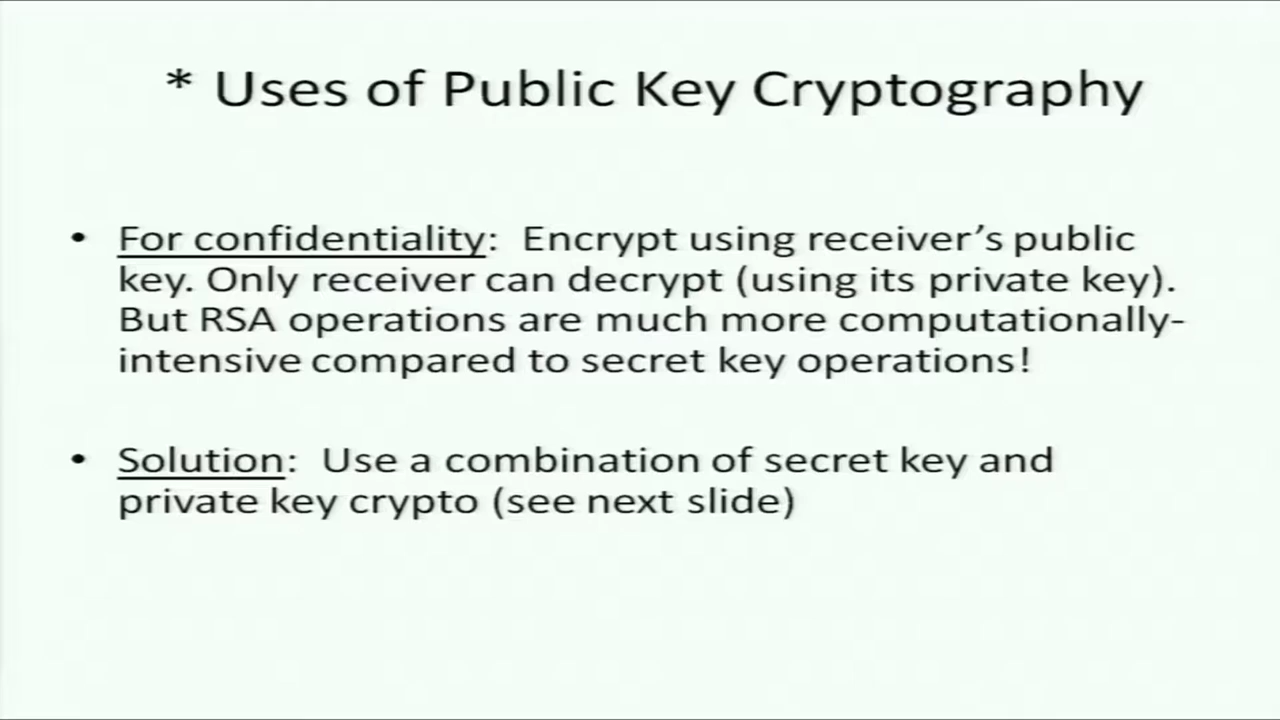 * Uses of Public Key Cryptography
• For confidentiality: Encrypt using receiver's public
key. Only receiver can decrypt (using its private key).
But RSA operations are much more computationally-
intensive compared to secret key operations!
• Solution: Use a combination of secret key and
private key crypto (see next slide)